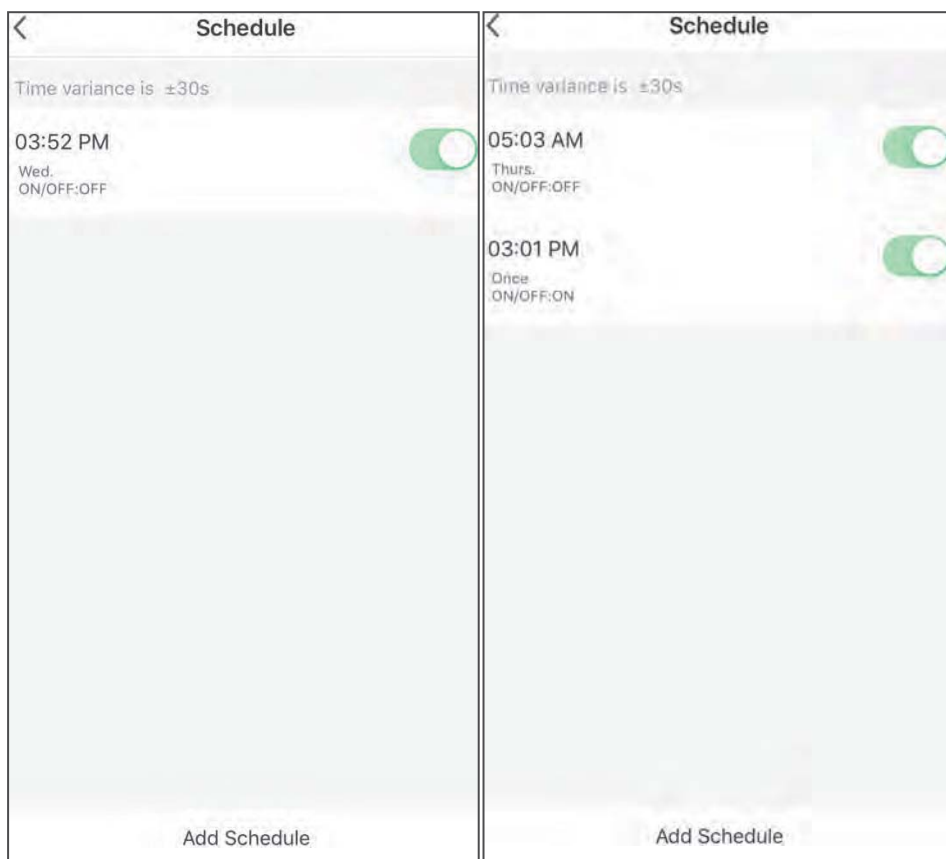 Schedule
Time variance is ±30s
03:52 PM
Wed.
ON/OFF:OFF
Add Schedule
Schedule
Time variance is ±30s
05:03 AM
Thurs.
ON/OFF:OFF
03:01 PM
Once
ON/OFF:ON
Add Schedule